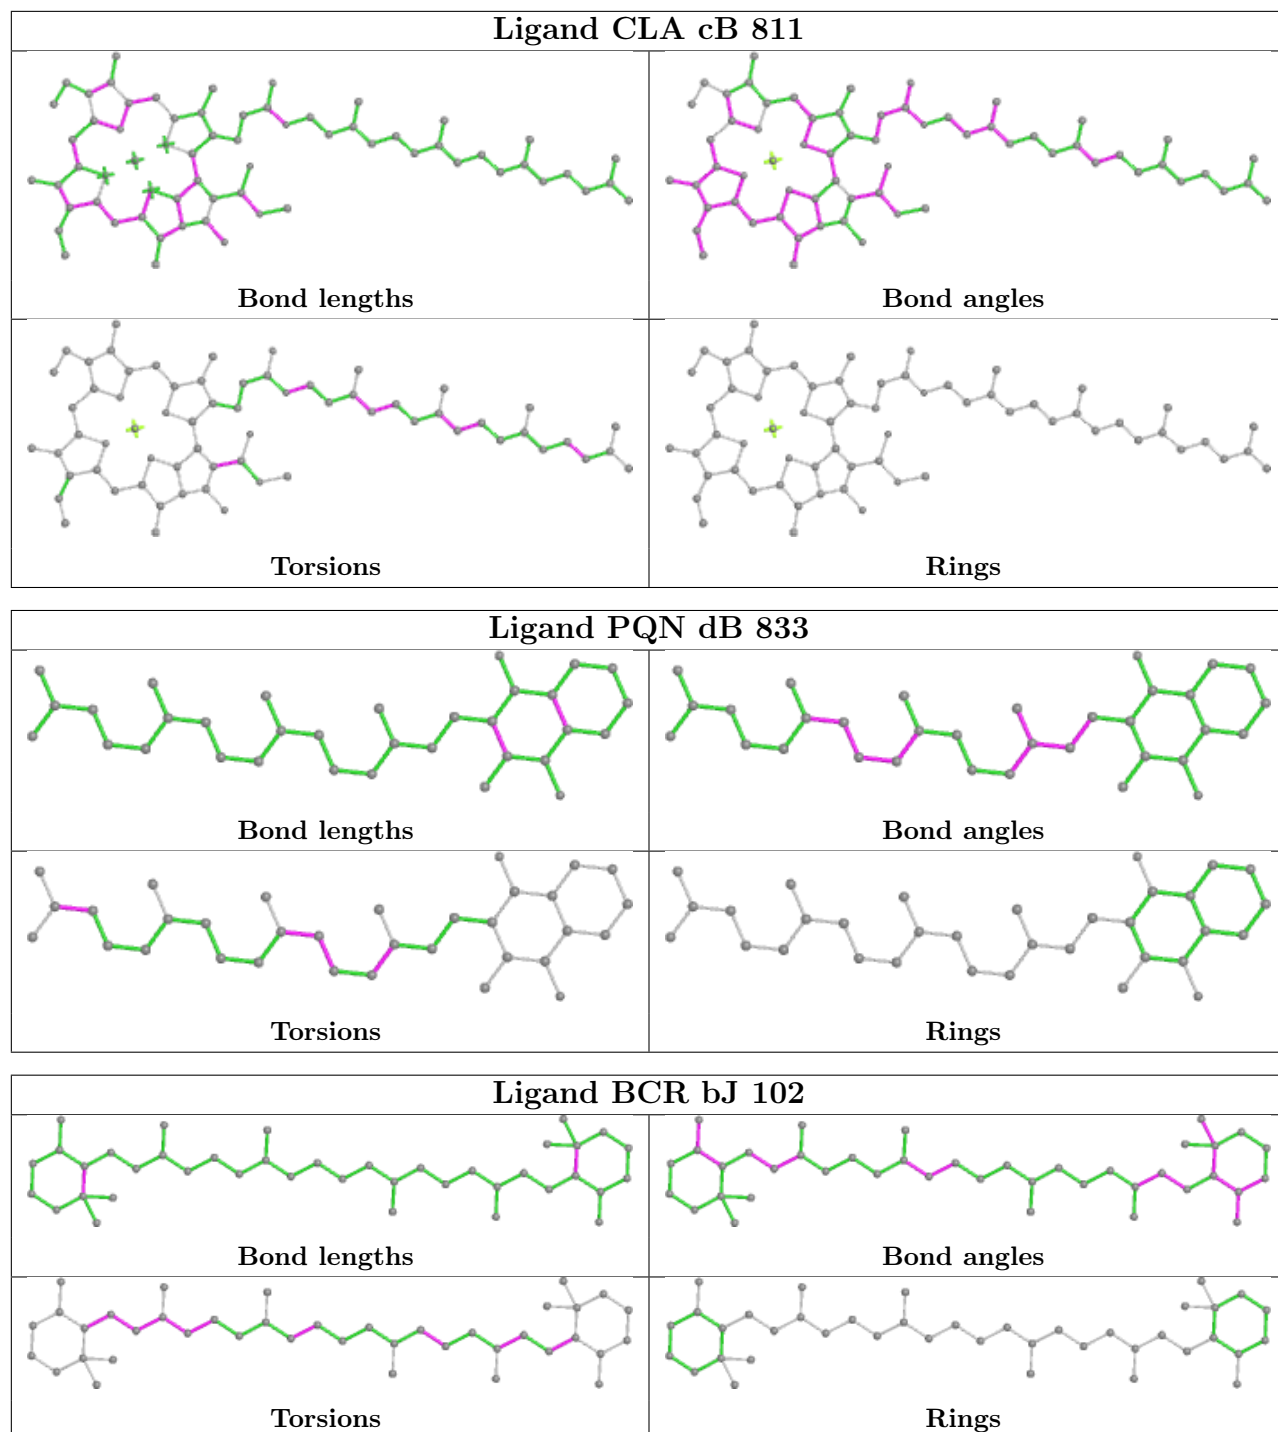 Ligand CLA cB 811
Bond lengths
Bond angles
Torsions
Rings
Ligand PQN dB 833
Bond lengths
Bond angles
Torsions
Rings
Ligand BCR bJ 102
Bond lengths
Bond angles
Torsions
Rings